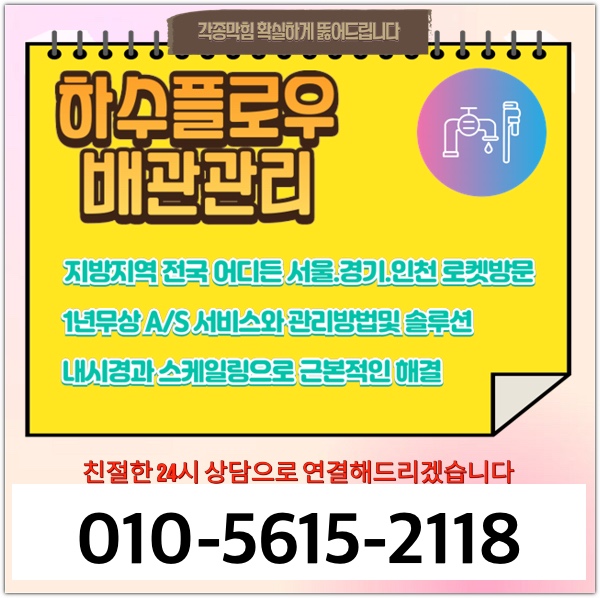 각종막힘 확실하게 뚫어드립니다
하수플로우
배관관리
지방지역 전국 어디든 서울.경기.인천 로켓방문
1년무상 A/S 서비스와 관리방법및 솔루션
내시경과 스케일링으로 근본적인 해결
친절한 24시 상담으로 연결해드리겠습니다
010-5615-2118